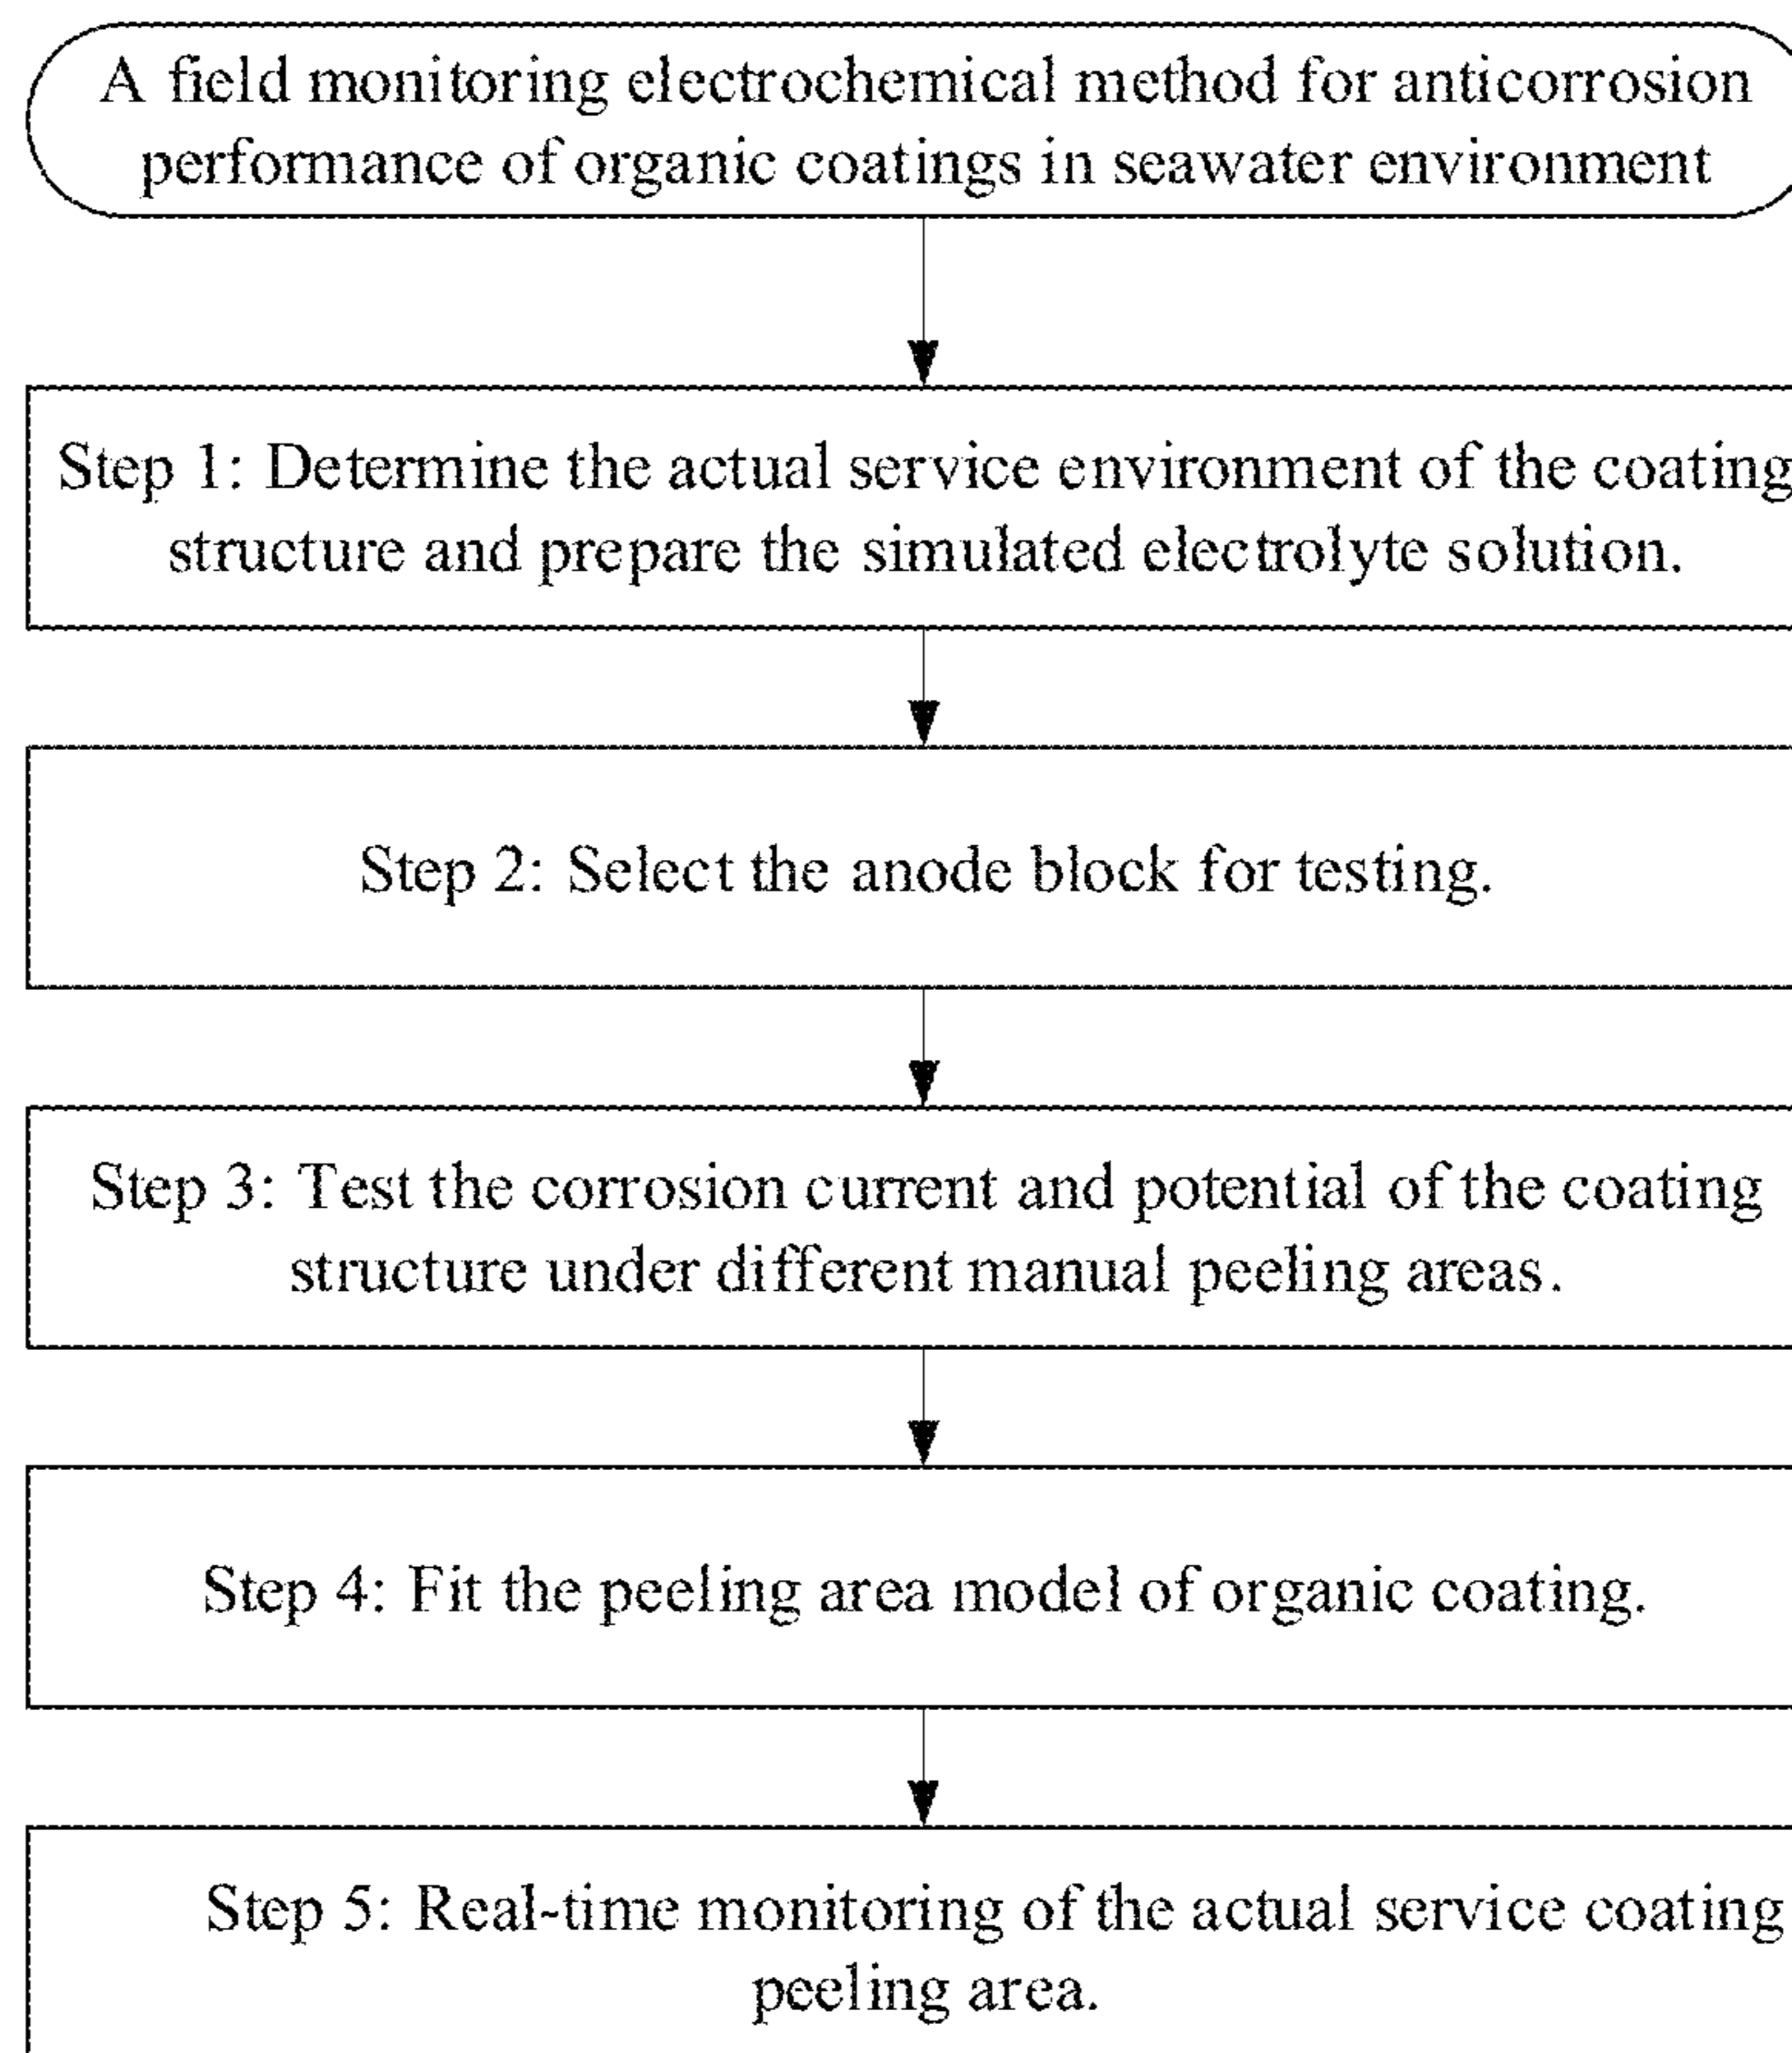 A field monitoring electrochemical method for anticorrosion
performance of organic coatings in seawater environment
Step 1: Determine the actual service environment of the coating
structure and prepare the simulated electrolyte solution.
Step 2: Select the anode block for testing.
Step 3: Test the corrosion current and potential of the coating
structure under different manual peeling areas.
Step 4: Fit the peeling area model of organic coating.
Step 5: Real-time monitoring of the actual service coating
peeling area.